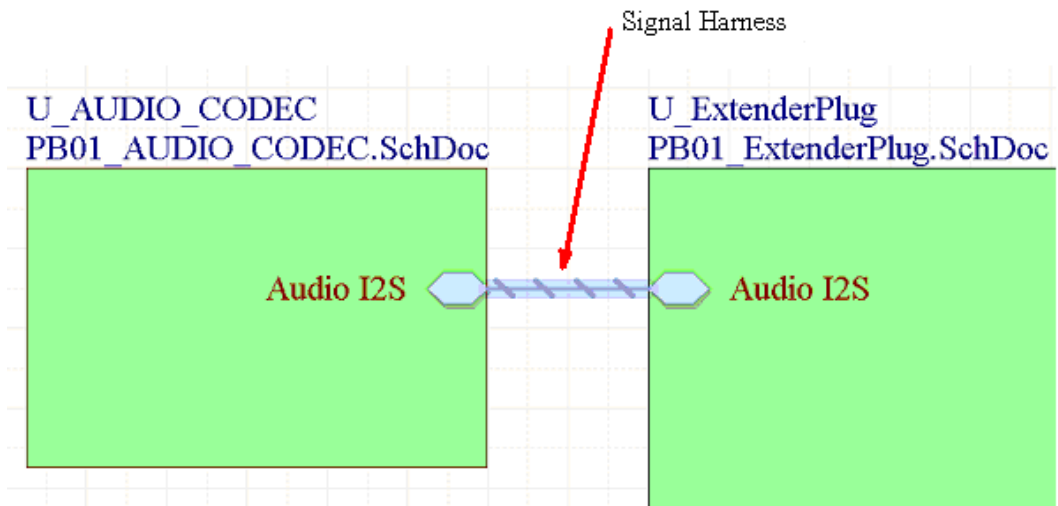 Signal Harness
U_AUDIO_CODEC
PB01_AUDIO_CODEC.SchDoc
U_ExtenderPlug
PB01_ExtenderPlug.SchDoc
Audio I2S
Audio I2S